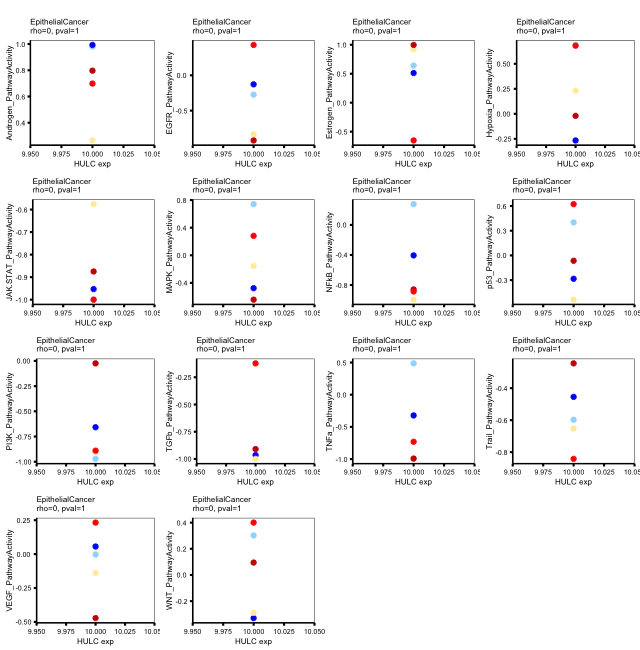 EpithelialCancer
rho=0, pval=1
Androgen_PathwayActivity
1.0
0.8
0.6
0.4
9.950 9.975 10.000 10.025 10.05
HULC exp
EpithelialCancer
rho=0, pval=1
EGFR_PathwayActivity
0.0
-0.5
9.950 9.975 10.000 10.025 10.05
HULC exp
EpithelialCancer
rho=0, pval=1
Estrogen_PathwayActivity
1.0
0.5
0.0
-0.5
9.950 9.975 10.000 10.025 10.05
HULC exp
EpithelialCancer
rho=0, pval=1
Hypoxia_PathwayActivity
0.50
0.25
0.00
-0.25
9.950 9.975 10.000 10.025 10.05
HULC exp
EpithelialCancer
rho=0, pval=1
JAK.STAT_PathwayActivity
-0.6
-0.7
-0.8
-0.9
-1.0
9.950 9.975 10.000 10.025 10.05
HULC exp
EpithelialCancer
rho=0, pval=1
MAPK_PathwayActivity
0.8
0.4
0.0
-0.4
9.950 9.975 10.000 10.025 10.05
HULC exp
EpithelialCancer
rho=0, pval=1
NFkB_PathwayActivity
0.0
-0.4
-0.8
9.950 9.975 10.000 10.025 10.05
HULC exp
EpithelialCancer
rho=0, pval=1
p53_PathwayActivity
0.6
0.3
0.0
-0.3
9.950 9.975 10.000 10.025 10.05
HULC exp
EpithelialCancer
rho=0, pval=1
PI3K_PathwayActivity
0.00
-0.25
-0.50
-0.75
-1.00
9.950 9.975 10.000 10.025 10.05
HULC exp
EpithelialCancer
rho=0, pval=1
TGFb_PathwayActivity
-0.25
-0.50
-0.75
-1.00
9.950 9.975 10.000 10.025 10.05
HULC exp
EpithelialCancer
rho=0, pval=1
TNFa_PathwayActivity
0.5
0.0
-0.5
-1.0
9.950 9.975 10.000 10.025 10.05
HULC exp
EpithelialCancer
rho=0, pval=1
Trail_PathwayActivity
-0.4
-0.6
-0.8
9.950 9.975 10.000 10.025 10.05
HULC exp
EpithelialCancer
rho=0, pval=1
VEGF_PathwayActivity
0.25
0.00
-0.25
-0.50
9.950 9.975 10.000 10.025 10.05
HULC exp
EpithelialCancer
rho=0, pval=1
WNT_PathwayActivity
0.4
0.2
0.0
-0.2
9.950 9.975 10.000 10.025 10.050
HULC exp